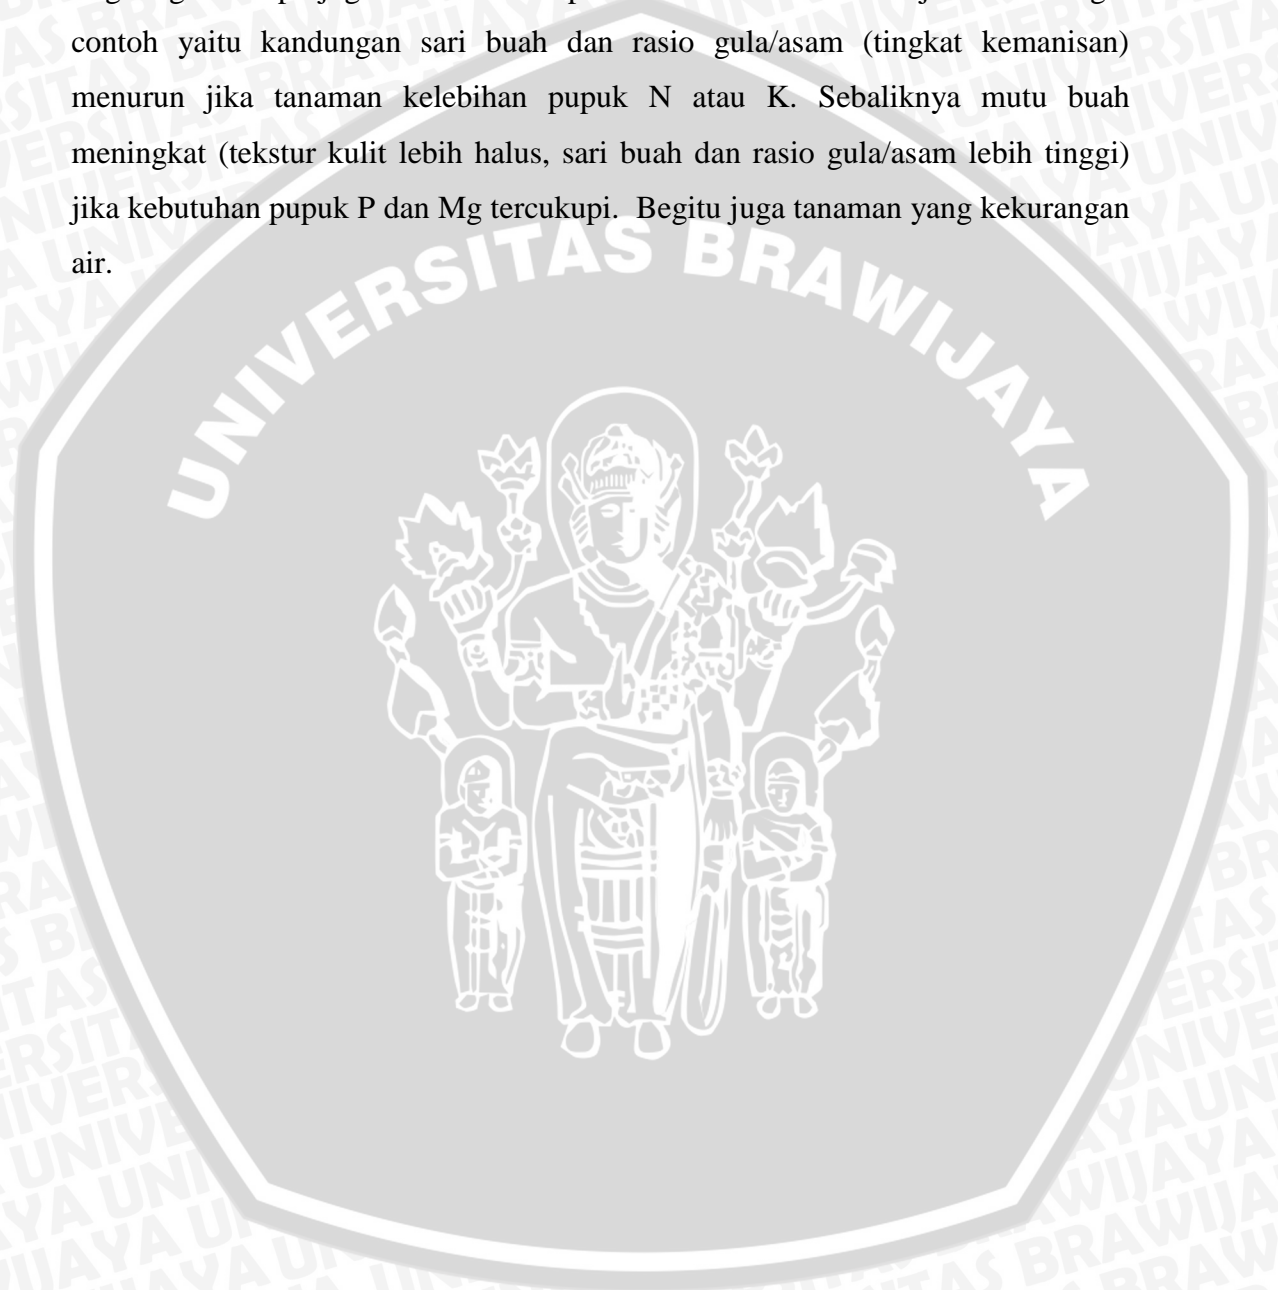 contoh yaitu kandungan sari buah dan rasio gula/asam (tingkat kemanisan)
menurun jika tanaman kelebihan pupuk N atau K. Sebaliknya mutu buah
meningkat (tekstur kulit lebih halus, sari buah dan rasio gula/asam lebih tinggi)
jika kebutuhan pupuk P dan Mg tercukupi.  Begitu juga tanaman yang kekurangan
air.
UNIVERSITAS BRAWIJAYA